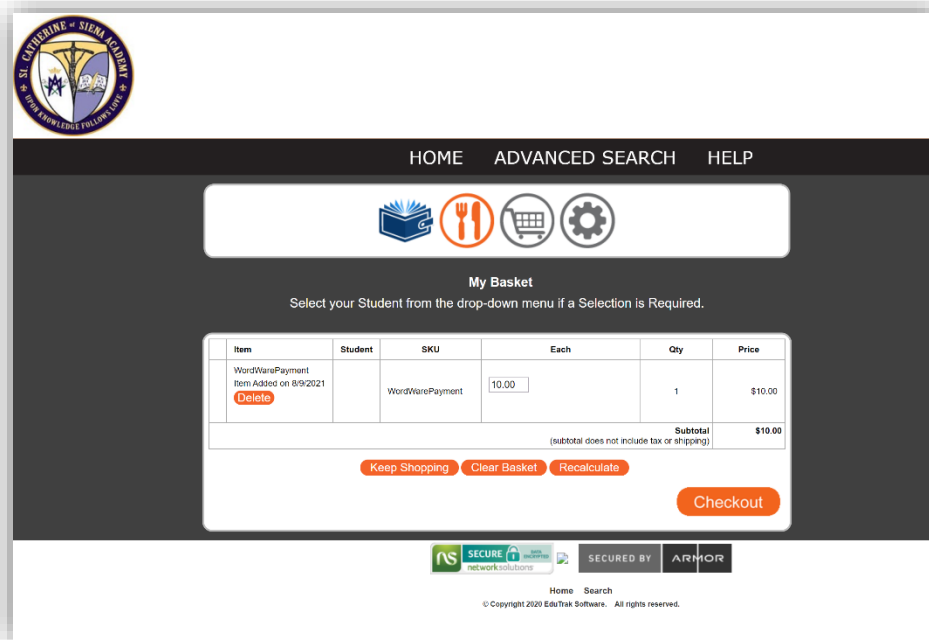 ST. CATHERINE of SIENA ACADEMY
UPON KNOWLEDGE FOLLOWS LOVE
HOME ADVANCED SEARCH HELP
My Basket
Select your Student from the drop-down menu if a Selection is Required.
Item Student SKU Each Qty Price
WordWarePayment
Item Added on 8/9/2021
Delete
WordWarePayment 10.00 1 $10.00
Subtotal $10.00
(subtotal does not include tax or shipping)
Keep Shopping Clear Basket Recalculate
Checkout
NS SECURE DATA ENCRYPTED
networksolutions
SECURED BY ARMOR
Home Search
© Copyright 2020 EduTrak Software. All rights reserved.